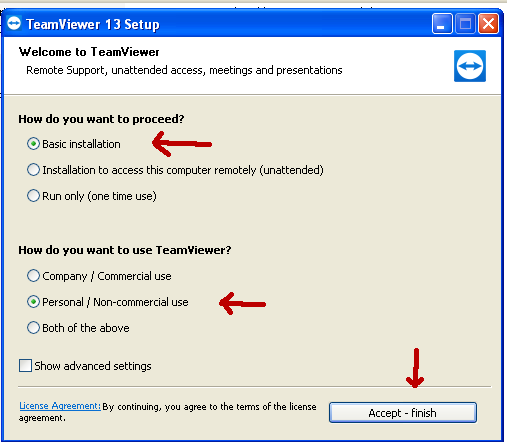 TeamViewer 13 Setup
Welcome to TeamViewer
Remote Support, unattended access, meetings and presentations
How do you want to proceed?
Basic installation
Installation to access this computer remotely (unattended)
Run only (one time use)
How do you want to use TeamViewer?
Company / Commercial use
Personal / Non-commercial use
Both of the above
Show advanced settings
License Agreement: By continuing, you agree to the terms of the license
agreement.
Accept - finish